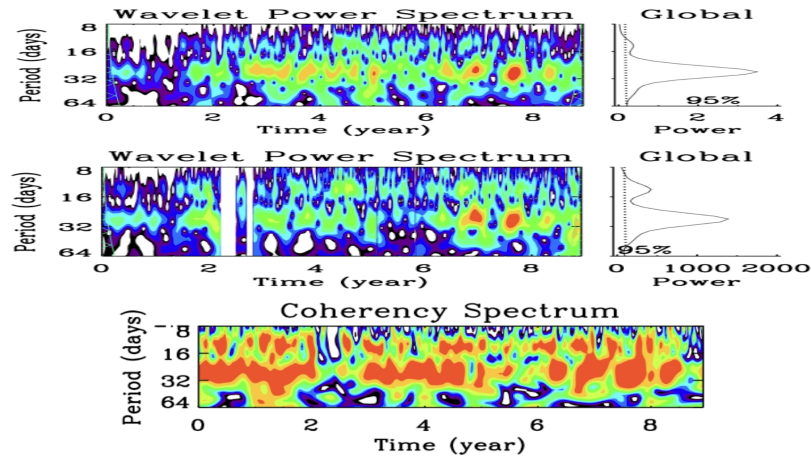 Wavelet Power Spectrum
Global
Period (days)
8
16
32
64
0 2 4 6 8
Time (year)
95%
0 2 4
Power
Wavelet Power Spectrum
Global
Period (days)
8
16
32
64
0 2 4 6 8
Time (year)
95%
0 1000 2000
Power
Coherency Spectrum
Period (days)
8
16
32
64
0 2 4 6 8
Time (year)